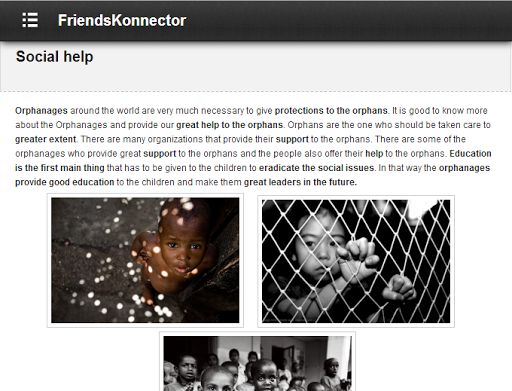 FriendsKonnector
Social help
Orphanages around the world are very much necessary to give protections to the orphans. It is good to know more
about the Orphanages and provide our great help to the orphans. Orphans are the one who should be taken care to
greater extent. There are many organizations that provide their support to the orphans. There are some of the
orphanages who provide great support to the orphans and the people also offer their help to the orphans. Education
is the first main thing that has to be given to the children to eradicate the social issues. In that way the orphanages
provide good education to the children and make them great leaders in the future.